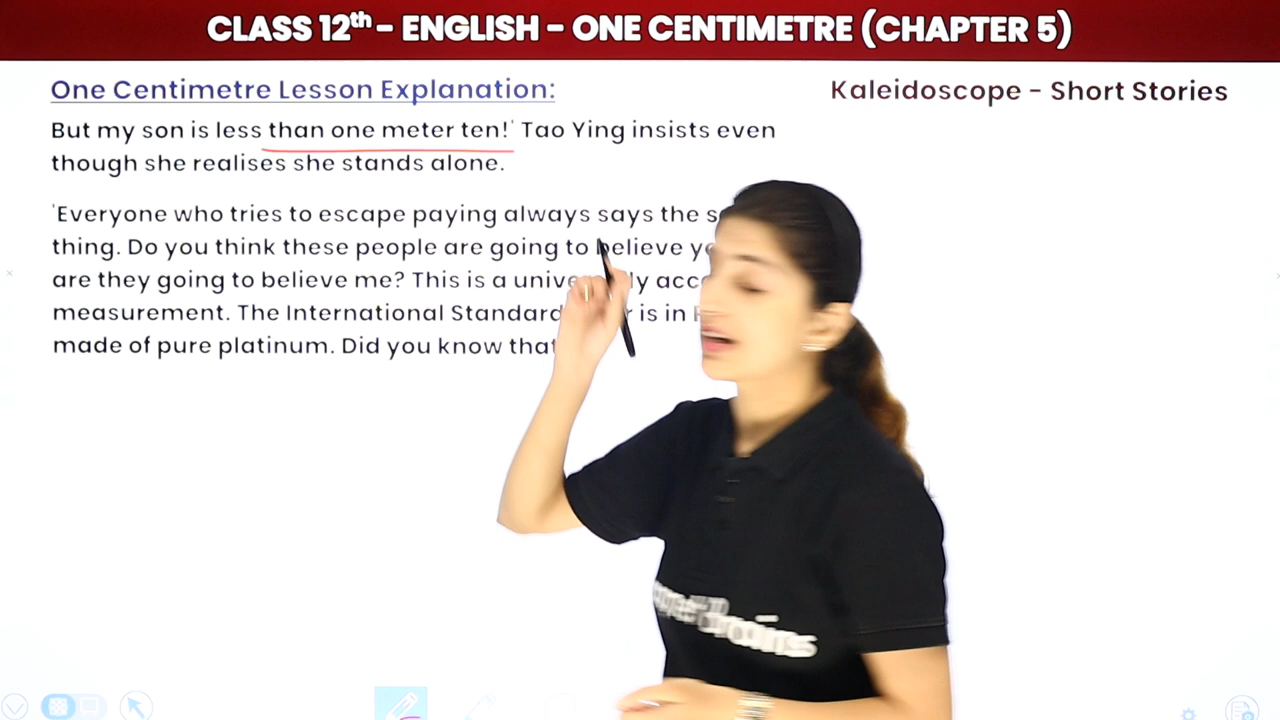 CLASS 12th - ENGLISH - ONE CENTIMETRE (CHAPTER 5)
One Centimetre Lesson Explanation:
Kaleidoscope - Short Stories
But my son is less than one meter ten!' Tao Ying insists even
though she realises she stands alone.
'Everyone who tries to escape paying always says the
thing. Do you think these people are going to believe
are they going to believe me? This is a
measurement. The International Standard is in
made of pure platinum. Did you know that